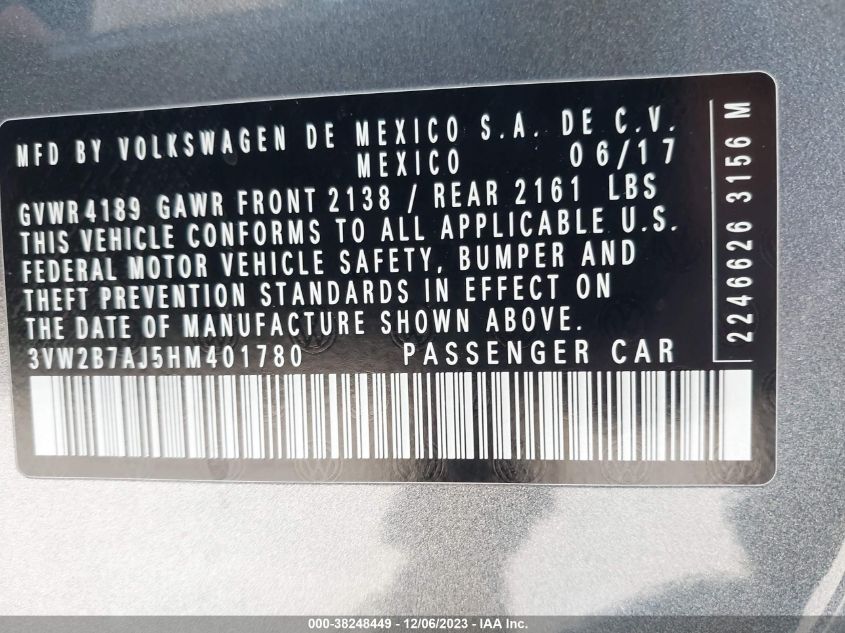 MFD BY VOLKSWAGEN DE MEXICO S.A. DE C.V.
MEXICO 06/17
GVWR 4189 GAWR FRONT 2138 / REAR 2161 LBS
THIS VEHICLE CONFORMS TO ALL APPLICABLE U.S.
FEDERAL MOTOR VEHICLE SAFETY, BUMPER AND
THEFT PREVENTION STANDARDS IN EFFECT ON
THE DATE OF MANUFACTURE SHOWN ABOVE.
3VW2B7AJ5HM401780 PASSENGER CAR
2246626 3156 M
000-38248449 - 12/06/2023 - © IAA, Inc.